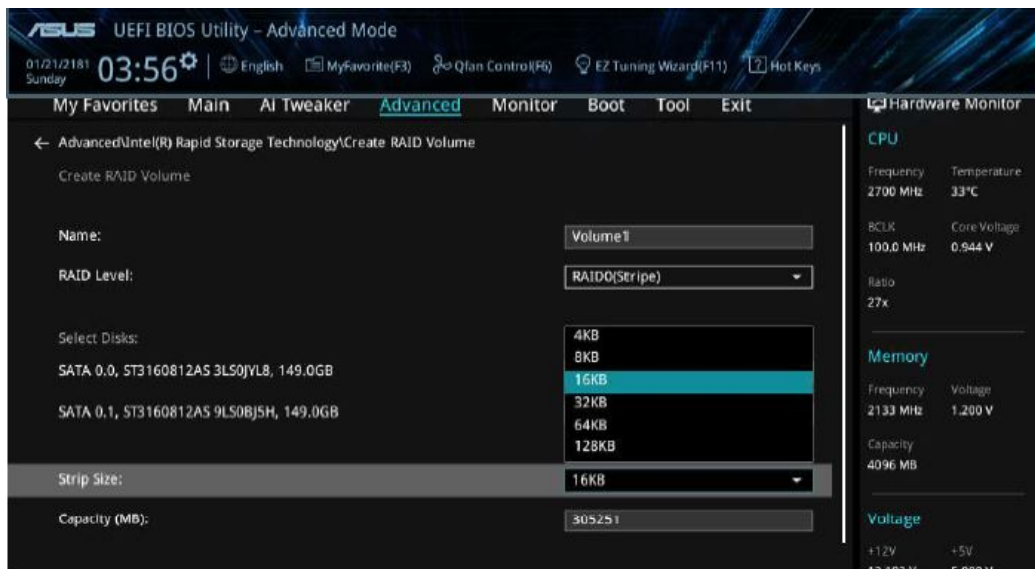 ASUS UEFI BIOS Utility – Advanced Mode
01/21/2181
Sunday
03:56
English MyFavorite(F3) Qfan Control(F6) EZ Tuning Wizard(F11) ? Hot Keys
My Favorites Main Ai Tweaker Advanced Monitor Boot Tool Exit
Hardware Monitor
← Advanced\Intel(R) Rapid Storage Technology\Create RAID Volume
Create RAID Volume
Name: Volume1
RAID Level: RAID0(Stripe)
Select Disks:
SATA 0.0, ST3160812AS 3LS0JYL8, 149.0GB
SATA 0.1, ST3160812AS 9LS0BJ5H, 149.0GB
4KB
8KB
16KB
32KB
64KB
128KB
Strip Size: 16KB
Capacity (MB): 305251
CPU
Frequency Temperature
2700 MHz 33°C
BCLK Core Voltage
100.0 MHz 0.944 V
Ratio
27x
Memory
Frequency Voltage
2133 MHz 1.200 V
Capacity
4096 MB
Voltage
+12V +5V